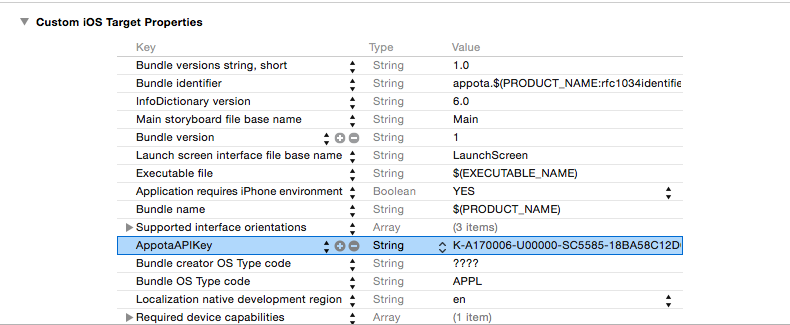 Custom iOS Target Properties
Key Type Value
Bundle versions string, short String 1.0
Bundle identifier String appota.$(PRODUCT_NAME:rfc1034identifie
InfoDictionary version String 6.0
Main storyboard file base name String Main
Bundle version String 1
Launch screen interface file base name String LaunchScreen
Executable file String $(EXECUTABLE_NAME)
Application requires iPhone environment Boolean YES
Bundle name String $(PRODUCT_NAME)
Supported interface orientations Array (3 items)
AppotaAPIKey String K-A170006-U00000-SC5585-18BA58C12D
Bundle creator OS Type code String ????
Bundle OS Type code String APPL
Localization native development region String en
Required device capabilities Array (1 item)